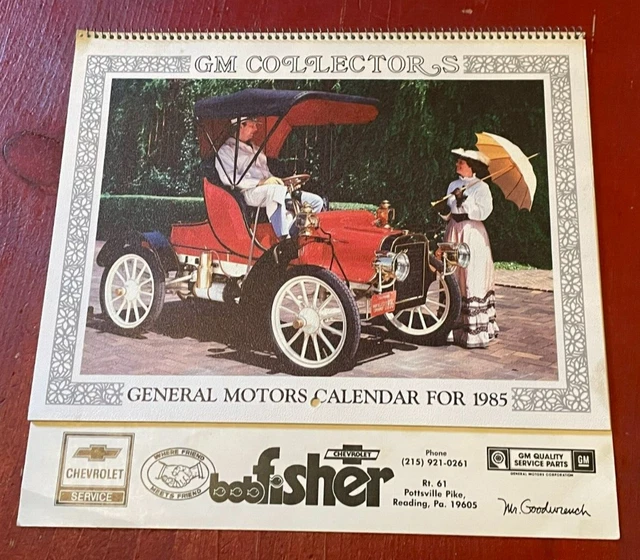 GM COLLECTORS
GENERAL MOTORS CALENDAR FOR 1985
CHEVROLET
SERVICE
WHERE FRIEND
MEETS FRIEND
CHEVROLET
bob fisher
Phone
(215) 921-0261
Rt. 61
Pottsville Pike,
Reading, Pa. 19605
GM QUALITY
SERVICE PARTS
GM
GENERAL MOTORS CORPORATION
Mr. Goodwrench